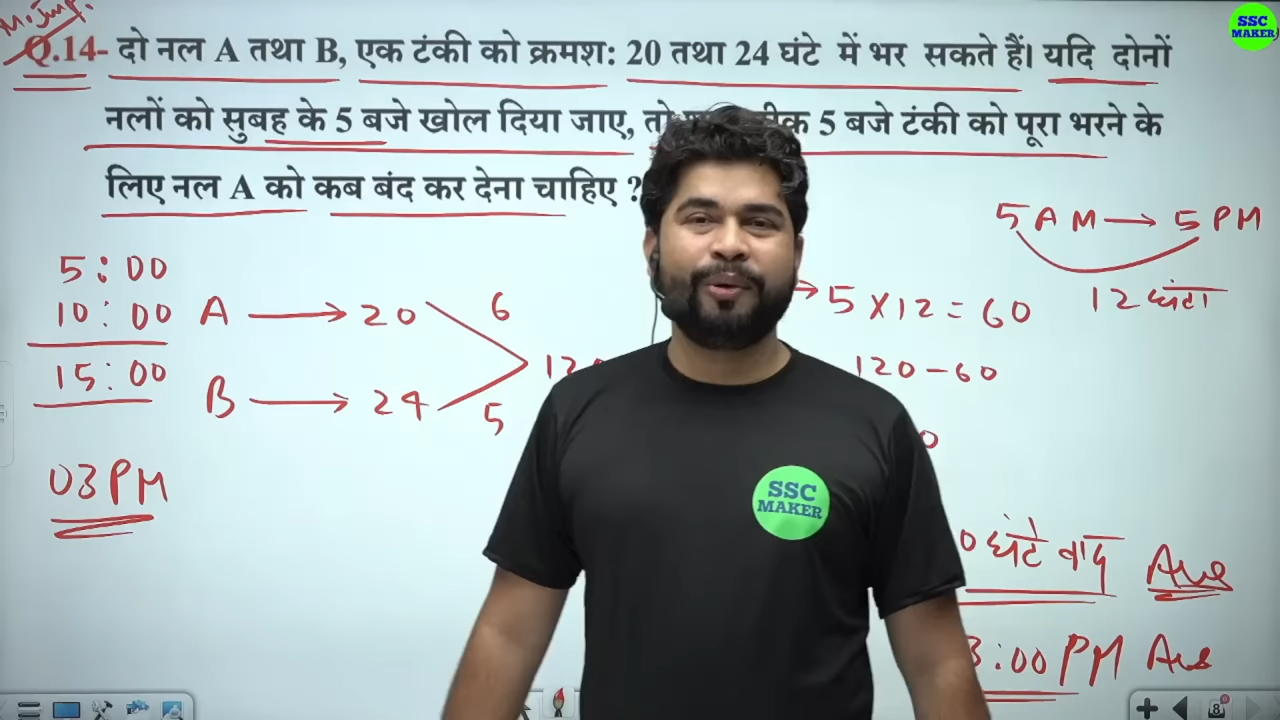 M. Imp.
Q.14- दो नल A तथा B, एक टंकी को क्रमश: 20 तथा 24 घंटे में भर सकते हैं। यदि दोनों
नलों को सुबह के 5 बजे खोल दिया जाए, तो 5 बजे टंकी को पूरा भरने के
लिए नल A को कब बंद कर देना चाहिए ?
SSC
MAKER
5 AM → 5 PM
12 घंटा
5:00
10:00
15:00
03 PM
A → 20 6
B → 24 5
5 X 12 = 60
120 - 60
घंटे बाद Ans
:00 PM Ans
SSC
MAKER
8